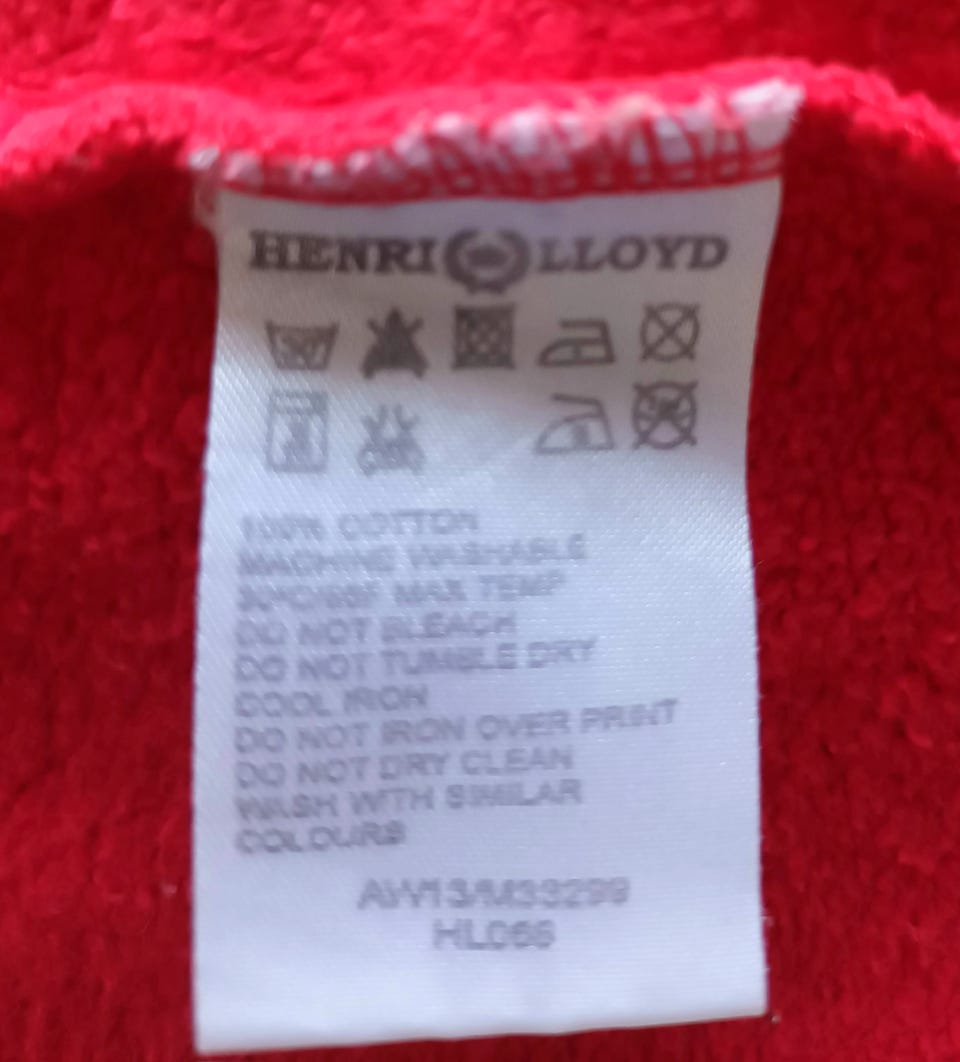 HENRI LLOYD
100% COTTON
MACHINE WASHABLE
30°C/86F MAX TEMP
DO NOT BLEACH
DO NOT TUMBLE DRY
COOL IRON
DO NOT IRON OVER PRINT
DO NOT DRY CLEAN
WASH WITH SIMILAR
COLOURS
AW13/M33299
HL066